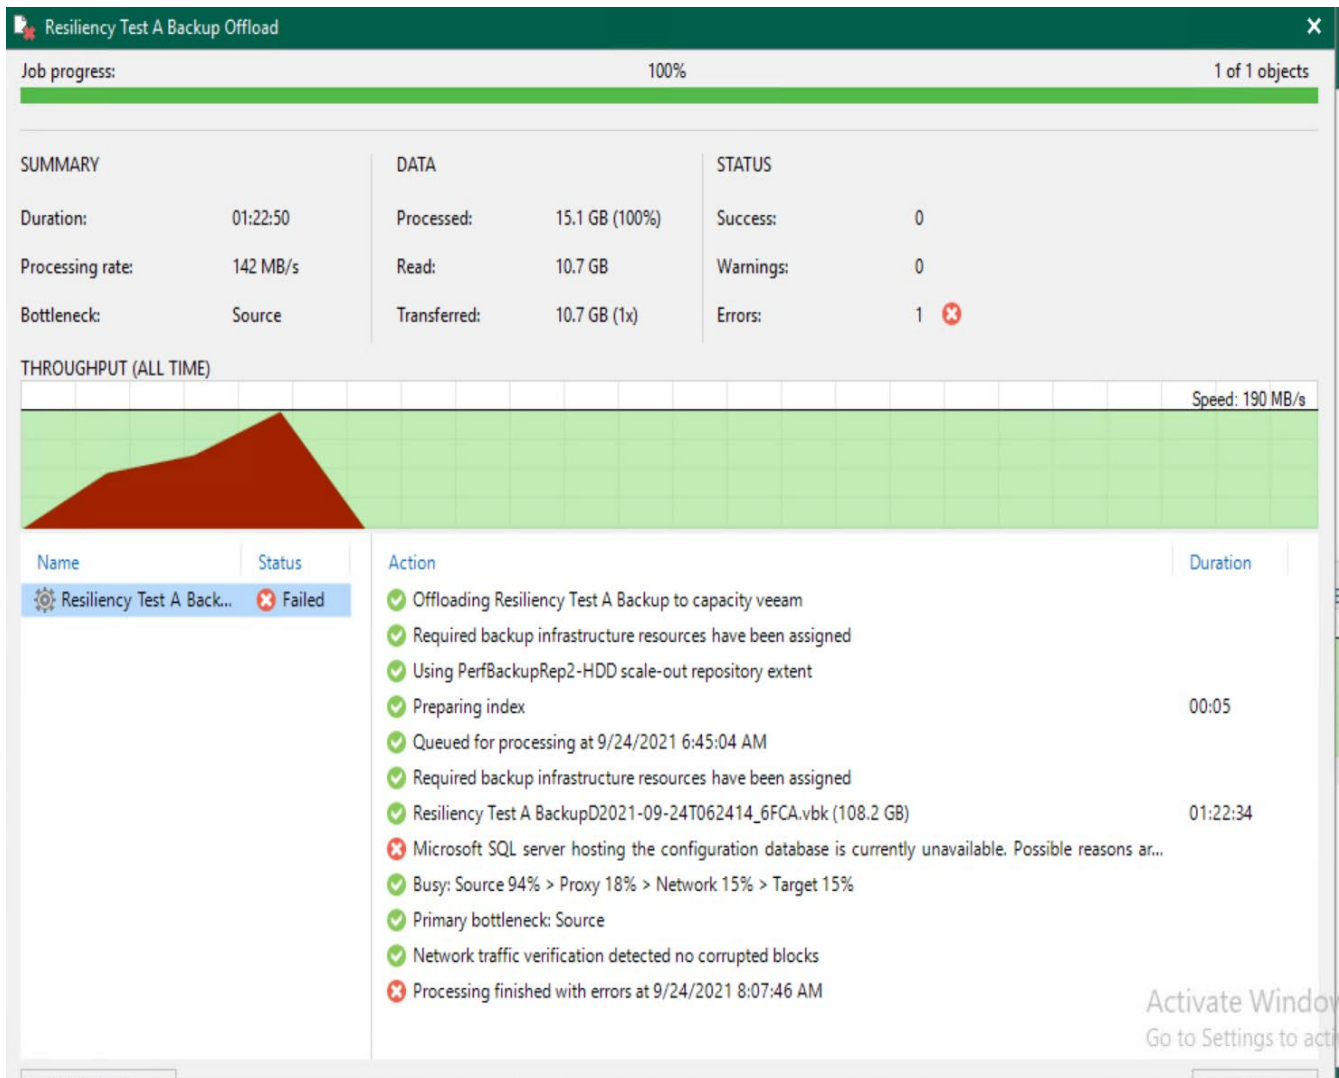 Resiliency Test A Backup Offload
Job progress: 100% 1 of 1 objects
SUMMARY DATA STATUS
Duration: 01:22:50 Processed: 15.1 GB (100%) Success: 0
Processing rate: 142 MB/s Read: 10.7 GB Warnings: 0
Bottleneck: Source Transferred: 10.7 GB (1x) Errors: 1
THROUGHPUT (ALL TIME)
Speed: 190 MB/s
Name Status Action Duration
Resiliency Test A Back... Failed Offloading Resiliency Test A Backup to capacity veeam
Required backup infrastructure resources have been assigned
Using PerfBackupRep2-HDD scale-out repository extent
Preparing index 00:05
Queued for processing at 9/24/2021 6:45:04 AM
Required backup infrastructure resources have been assigned
Resiliency Test A BackupD2021-09-24T062414_6FCA.vbk (108.2 GB) 01:22:34
Microsoft SQL server hosting the configuration database is currently unavailable. Possible reasons ar...
Busy: Source 94% > Proxy 18% > Network 15% > Target 15%
Primary bottleneck: Source
Network traffic verification detected no corrupted blocks
Processing finished with errors at 9/24/2021 8:07:46 AM
Activate Window
Go to Settings to acti